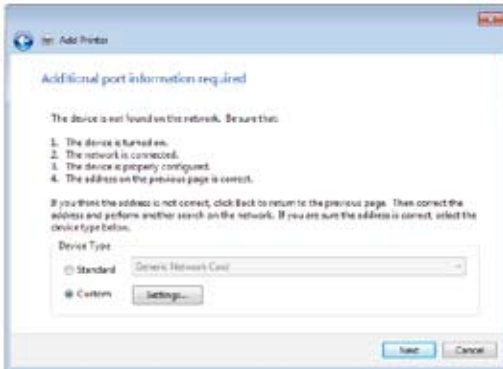 Add Printer
Additional port information required
The device is not found on the network. Be sure that:
1. The device is turned on.
2. The network is connected.
3. The device is properly configured.
4. The address on the previous page is correct.
If you think the address is not correct, click Back to return to the previous page. Then correct the
address and perform another search on the network. If you are sure the address is correct, select the
device type below.
Device Type
Standard
Generic Network Card
Custom
Settings...
Next
Cancel